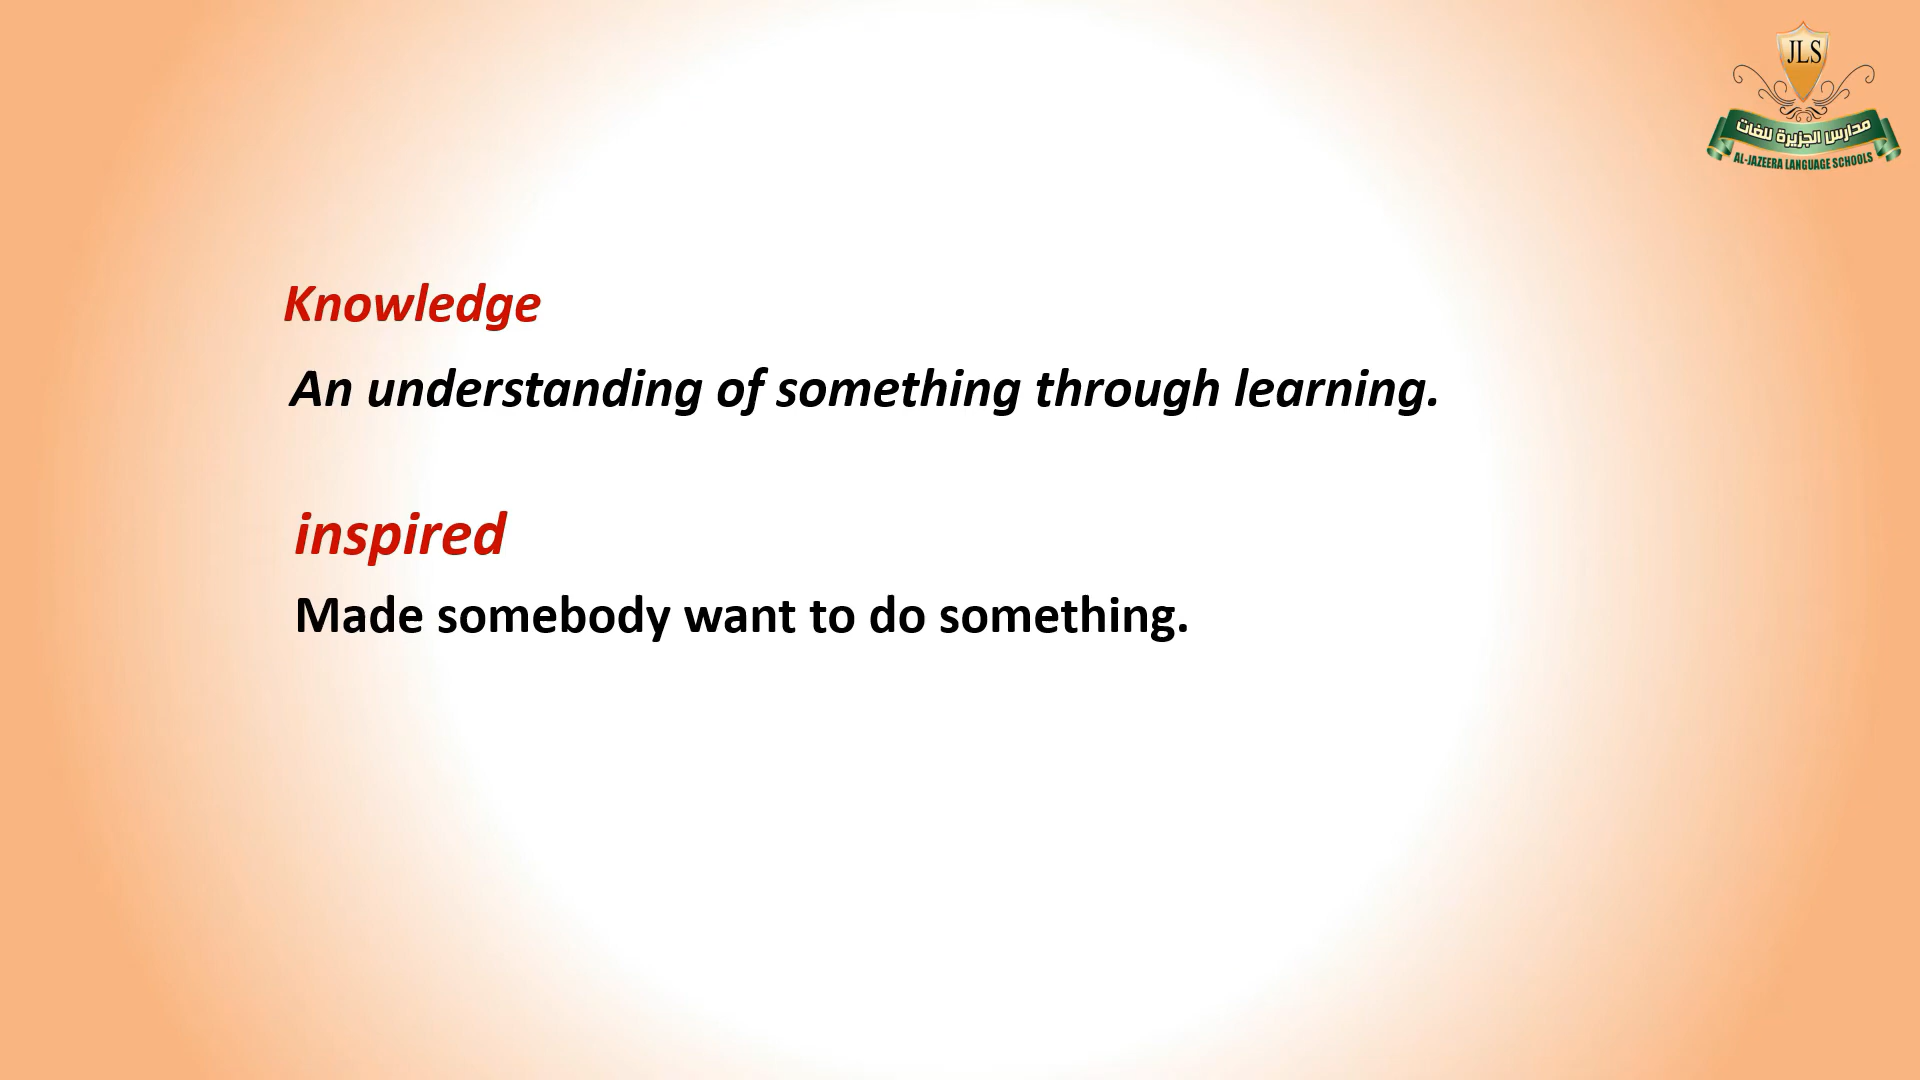 JLS
مدارس الجزيرة للغات
AL-JAZEERA LANGUAGE SCHOOLS
Knowledge
An understanding of something through learning.
inspired
Made somebody want to do something.